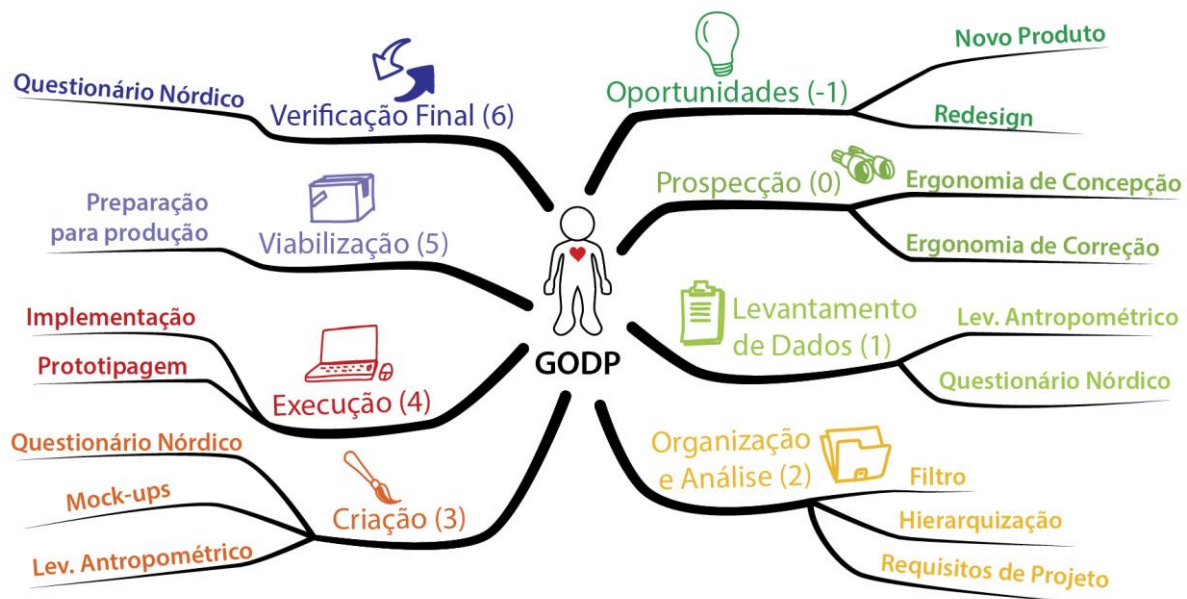 GODP
Oportunidades (-1)
Novo Produto
Redesign
Prospecção (0)
Ergonomia de Concepção
Ergonomia de Correção
Levantamento
de Dados (1)
Lev. Antropométrico
Questionário Nórdico
Organização
e Análise (2)
Filtro
Hierarquização
Requisitos de Projeto
Criação (3)
Questionário Nórdico
Mock-ups
Lev. Antropométrico
Execução (4)
Implementação
Prototipagem
Viabilização (5)
Preparação
para produção
Verificação Final (6)
Questionário Nórdico